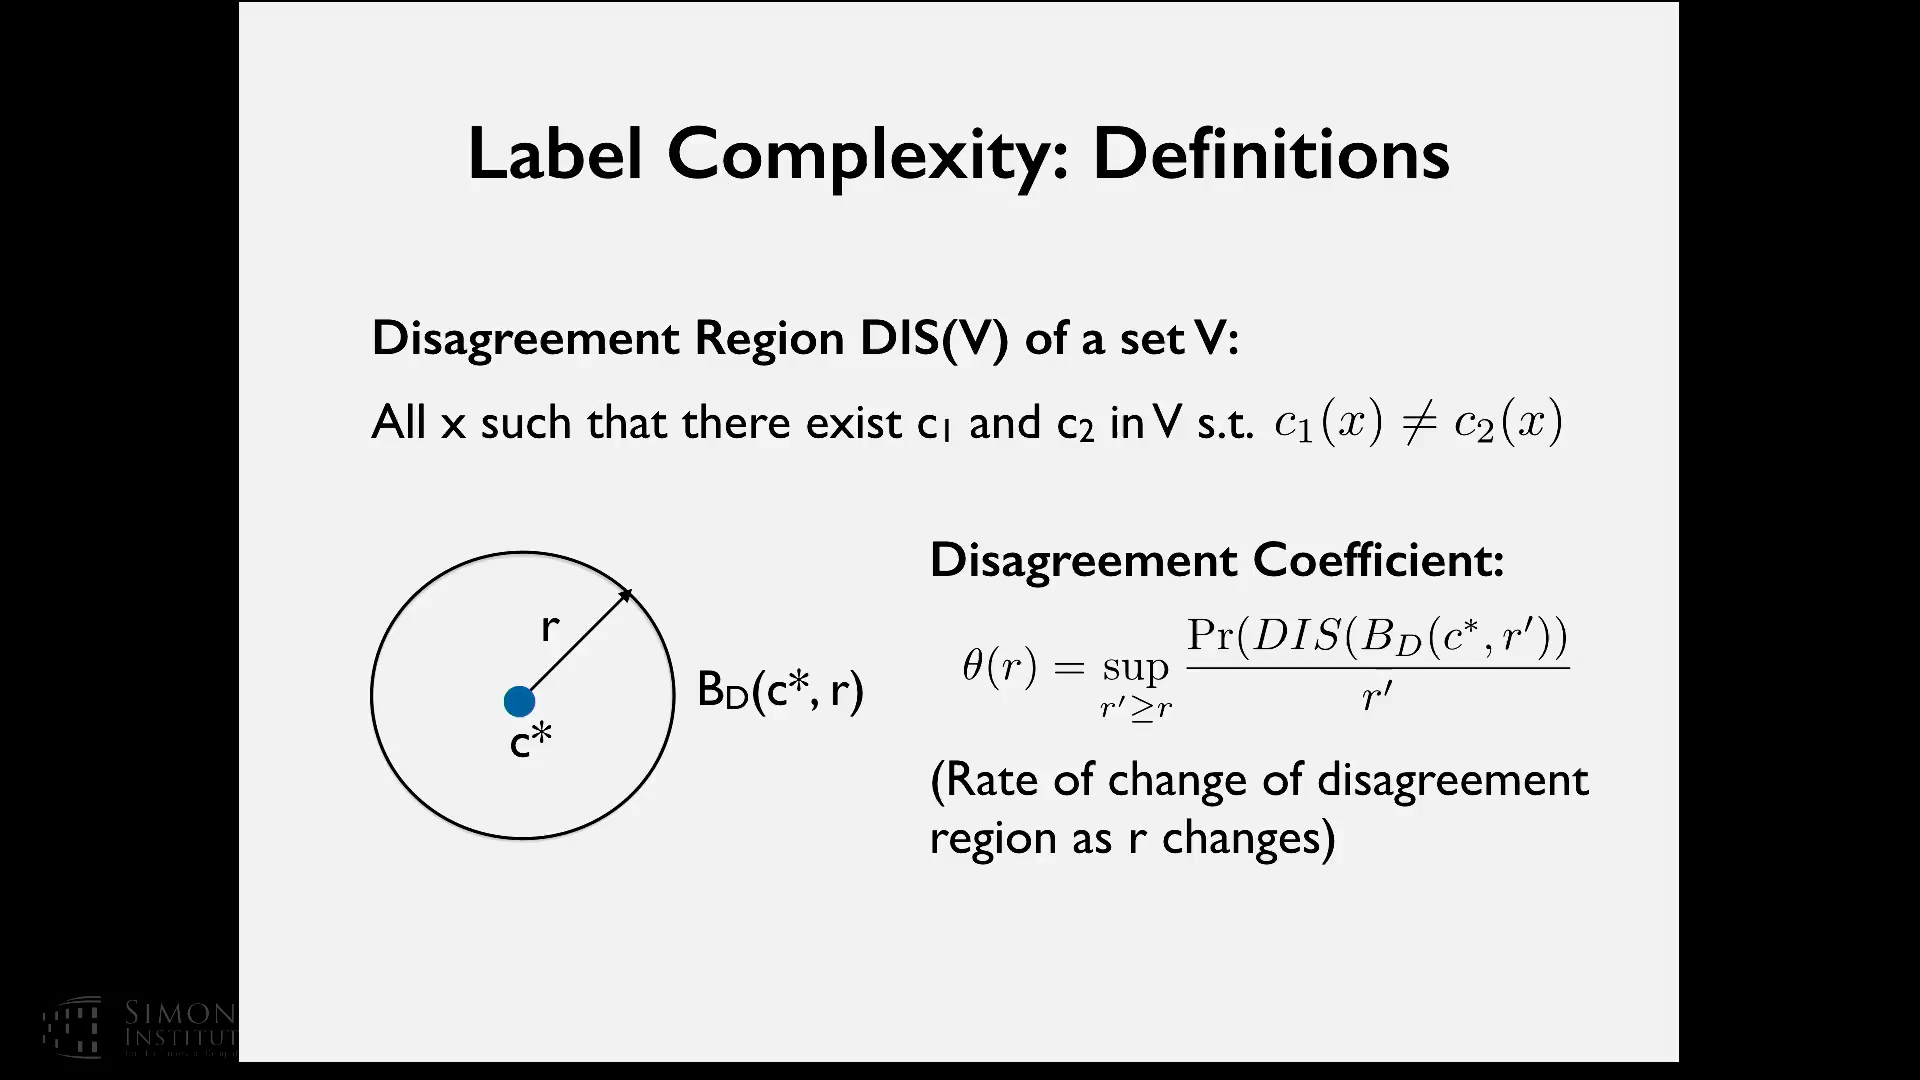 Label Complexity: Definitions
Disagreement Region DIS(V) of a set V:
All x such that there exist c₁ and c₂ in V s.t. c₁(x) ≠ c₂(x)
r
c*
B_D(c*, r)
Disagreement Coefficient:
θ(r) = sup_{r′≥r} Pr(DIS(B_D(c*, r′)) / r′
(Rate of change of disagreement
region as r changes)
SIMON
INSTITUT